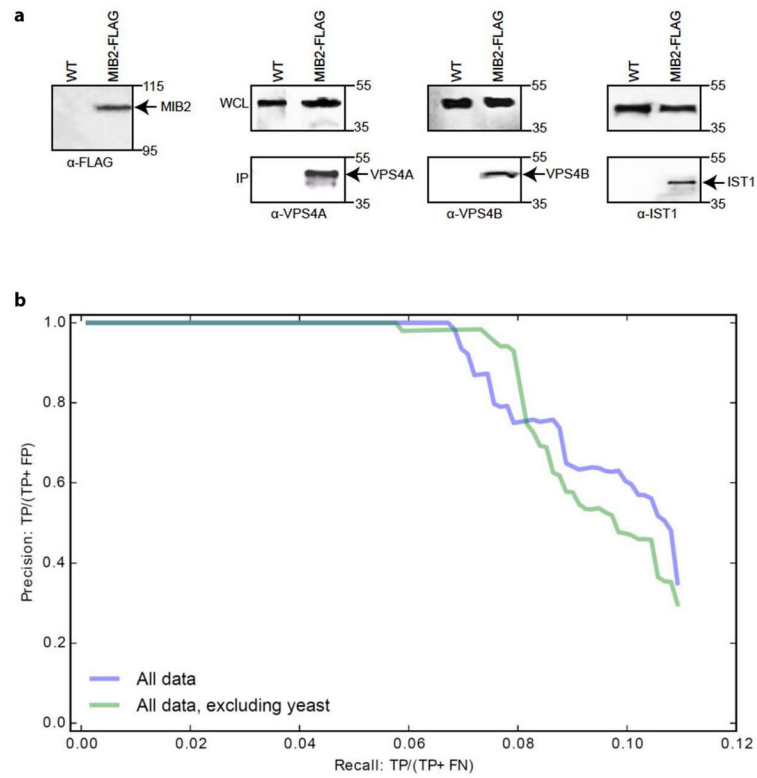 a
WT
MIB2-FLAG
115
MIB2
95
α-FLAG
WT
MIB2-FLAG
WCL
55
35
IP
55
VPS4A
35
α-VPS4A
WT
MIB2-FLAG
55
35
55
VPS4B
35
α-VPS4B
WT
MIB2-FLAG
55
35
55
IST1
35
α-IST1
b
Precision: TP/(TP+ FP)
1.0
0.8
0.6
0.4
0.2
0.0
All data
All data, excluding yeast
0.00 0.02 0.04 0.06 0.08 0.10 0.12
Recall: TP/(TP+ FN)